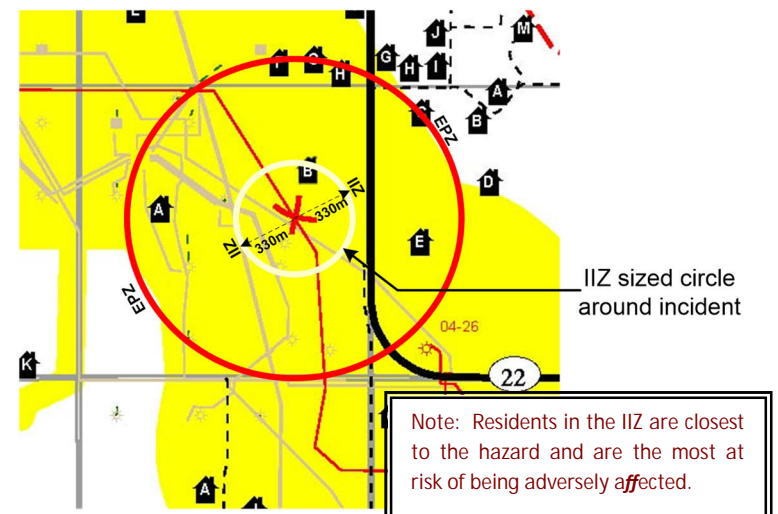 L
J
M
F
G
G
H
H
I
A
G
B
EPZ
B
D
IIZ
330m
A
330m
IIZ
E
EPZ
IIZ sized circle
around incident
04-26
K
22
Note: Residents in the IIZ are closest
to the hazard and are the most at
risk of being adversely affected.
A